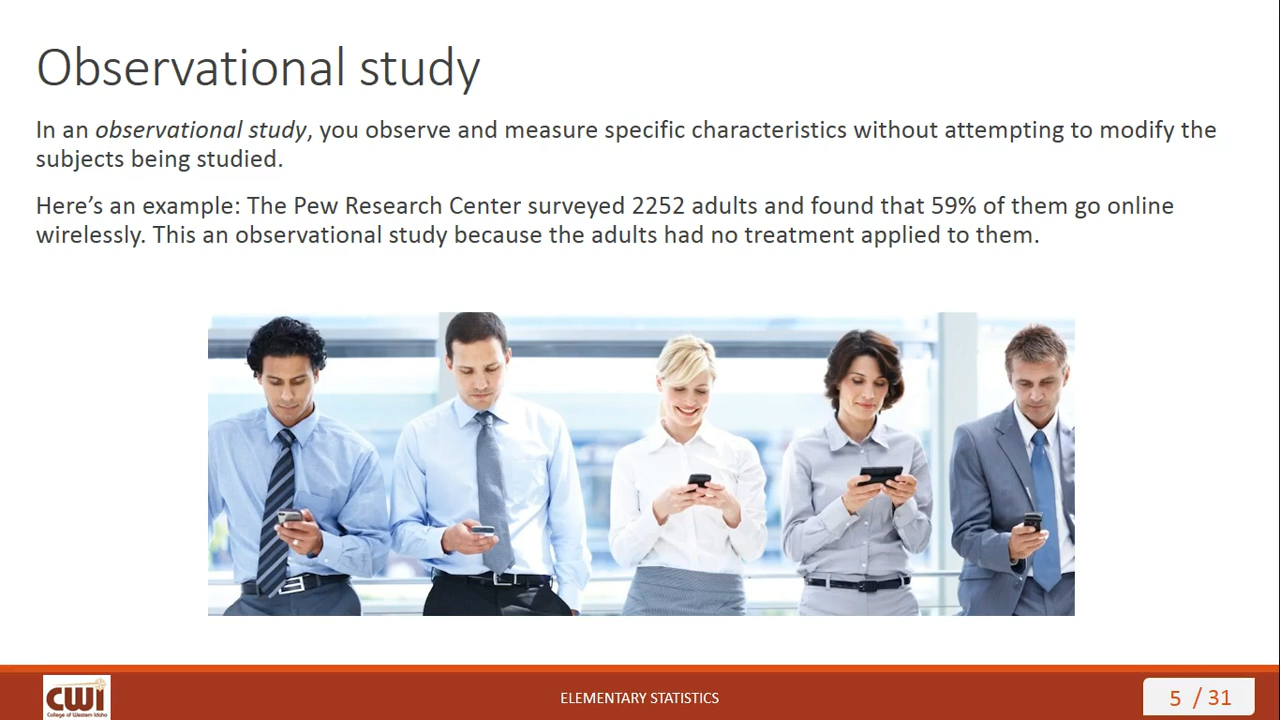 Observational study
In an observational study, you observe and measure specific characteristics without attempting to modify the
subjects being studied.
Here’s an example: The Pew Research Center surveyed 2252 adults and found that 59% of them go online
wirelessly. This an observational study because the adults had no treatment applied to them.
CWI
College of Western Idaho
ELEMENTARY STATISTICS
5 / 31